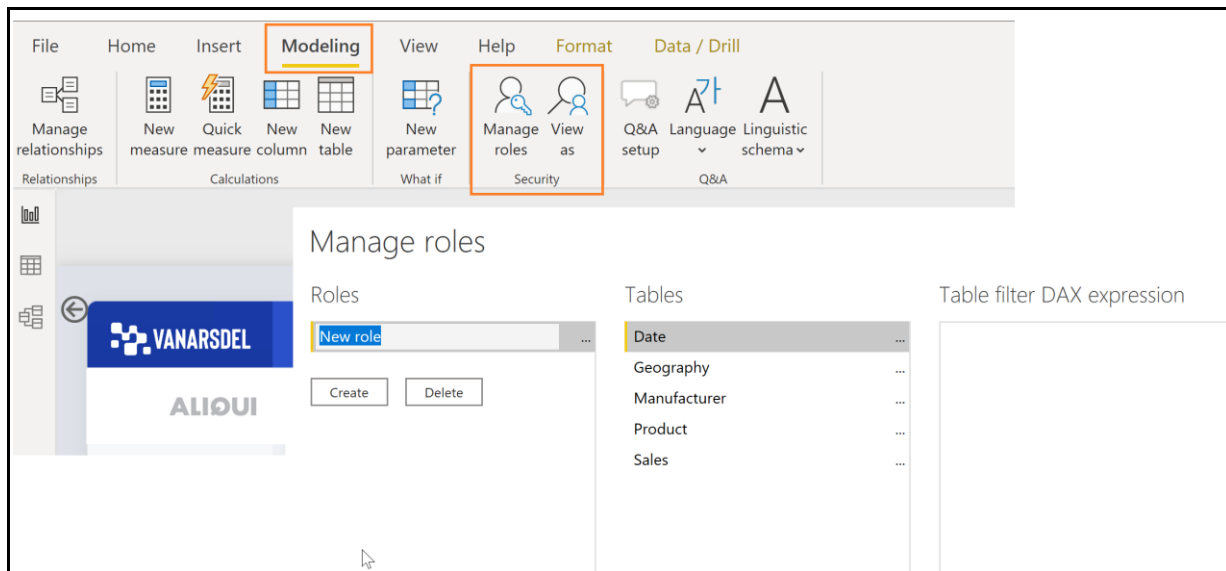 File Home Insert Modeling View Help Format Data / Drill
Manage relationships
New measure
Quick measure
New column
New table
New parameter
Manage roles
View as
Q&A setup
Language
Linguistic schema
Relationships Calculations What if Security Q&A
Manage roles
Roles Tables Table filter DAX expression
New role ... Date ...
Geography ...
Create Delete
Manufacturer ...
Product ...
Sales ...
VANARSDEL
ALIQUI